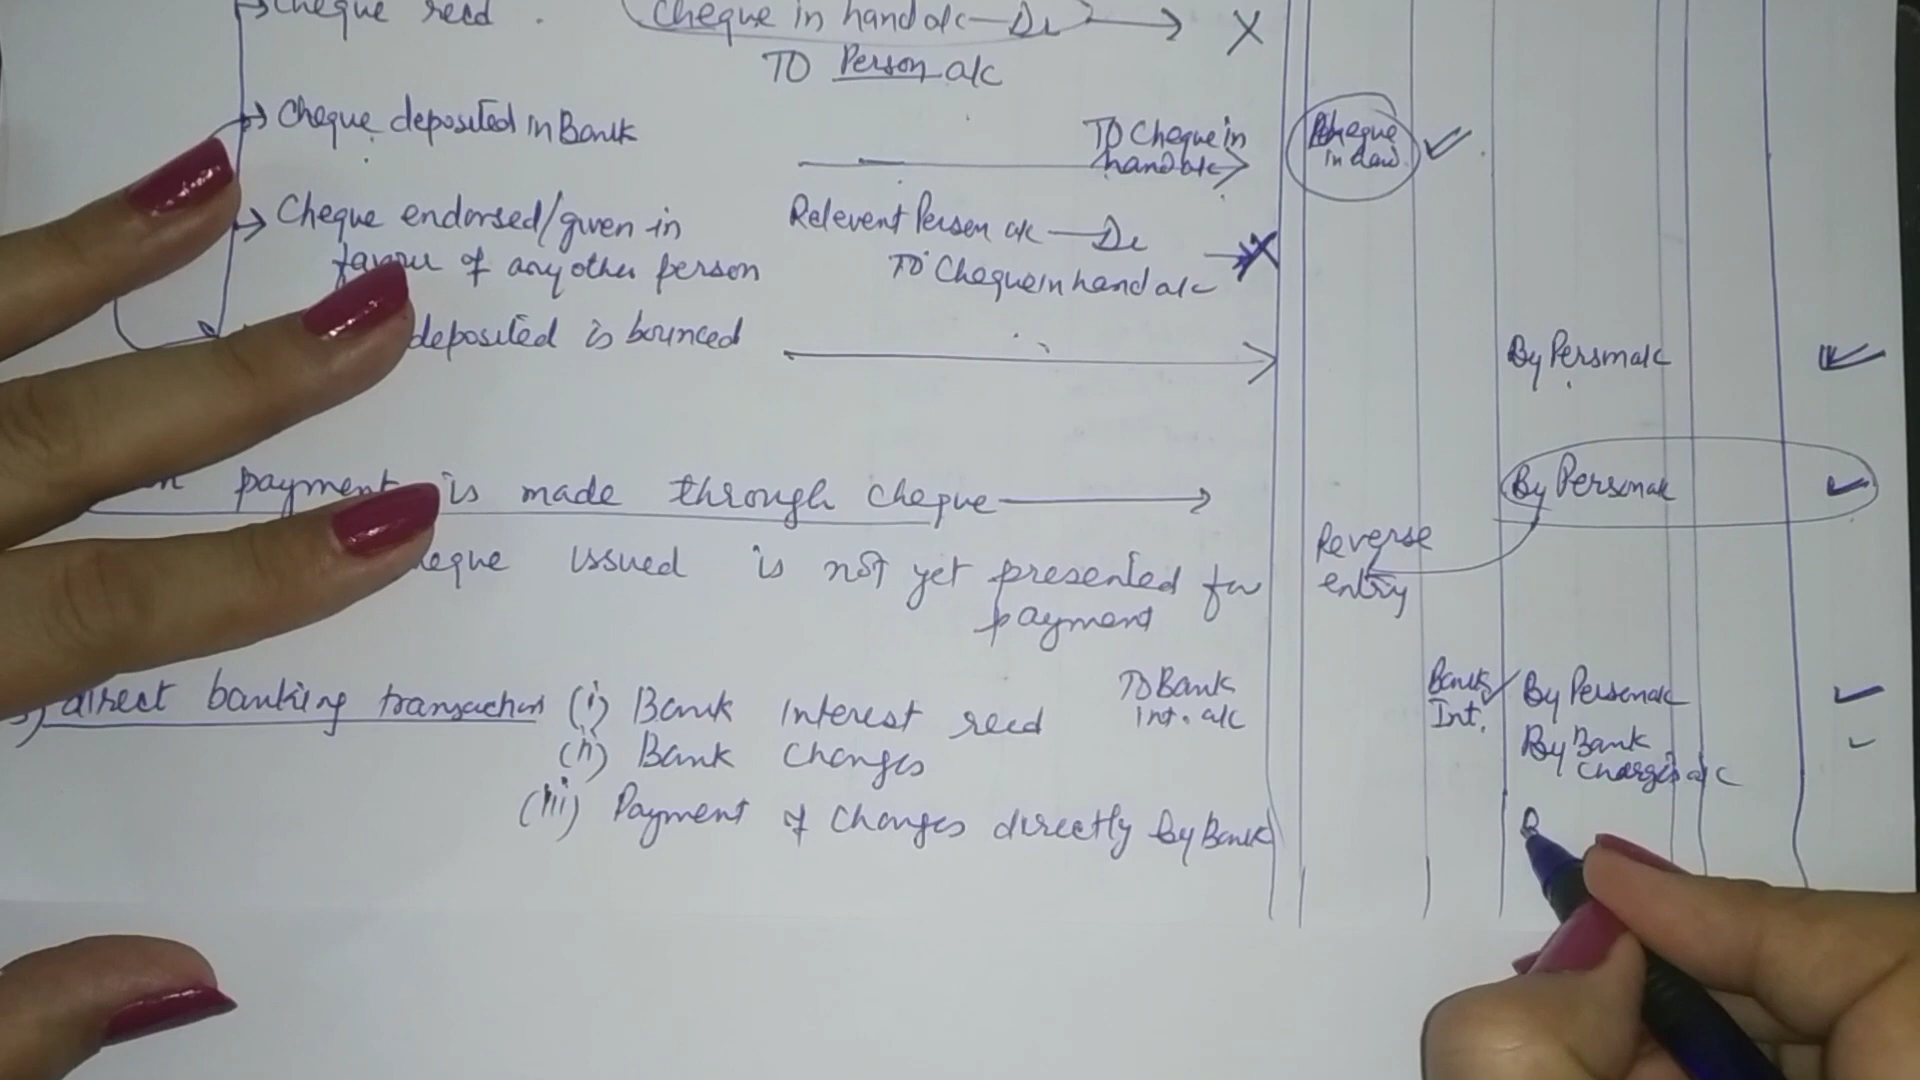 Cheque recd.
Cheque in hand a/c — Dr
X
TO Person a/c
Cheque deposited in Bank
TO Cheque in
hand a/c
Cheque endorsed/given in
favour of any other person
Relevent Person a/c — Dr
TO Cheque in hand a/c
X
deposited is bounced
By Person a/c
payment is made through cheque
By Person a/c
Reverse
entry
issued is not yet presented for
payment
direct banking transactions
(i) Bank Interest recd
(ii) Bank Charges
(iii) Payment of Charges directly by Bank
TO Bank
int. a/c
Bank
Int.
By Person a/c
By Bank
Charges a/c
B